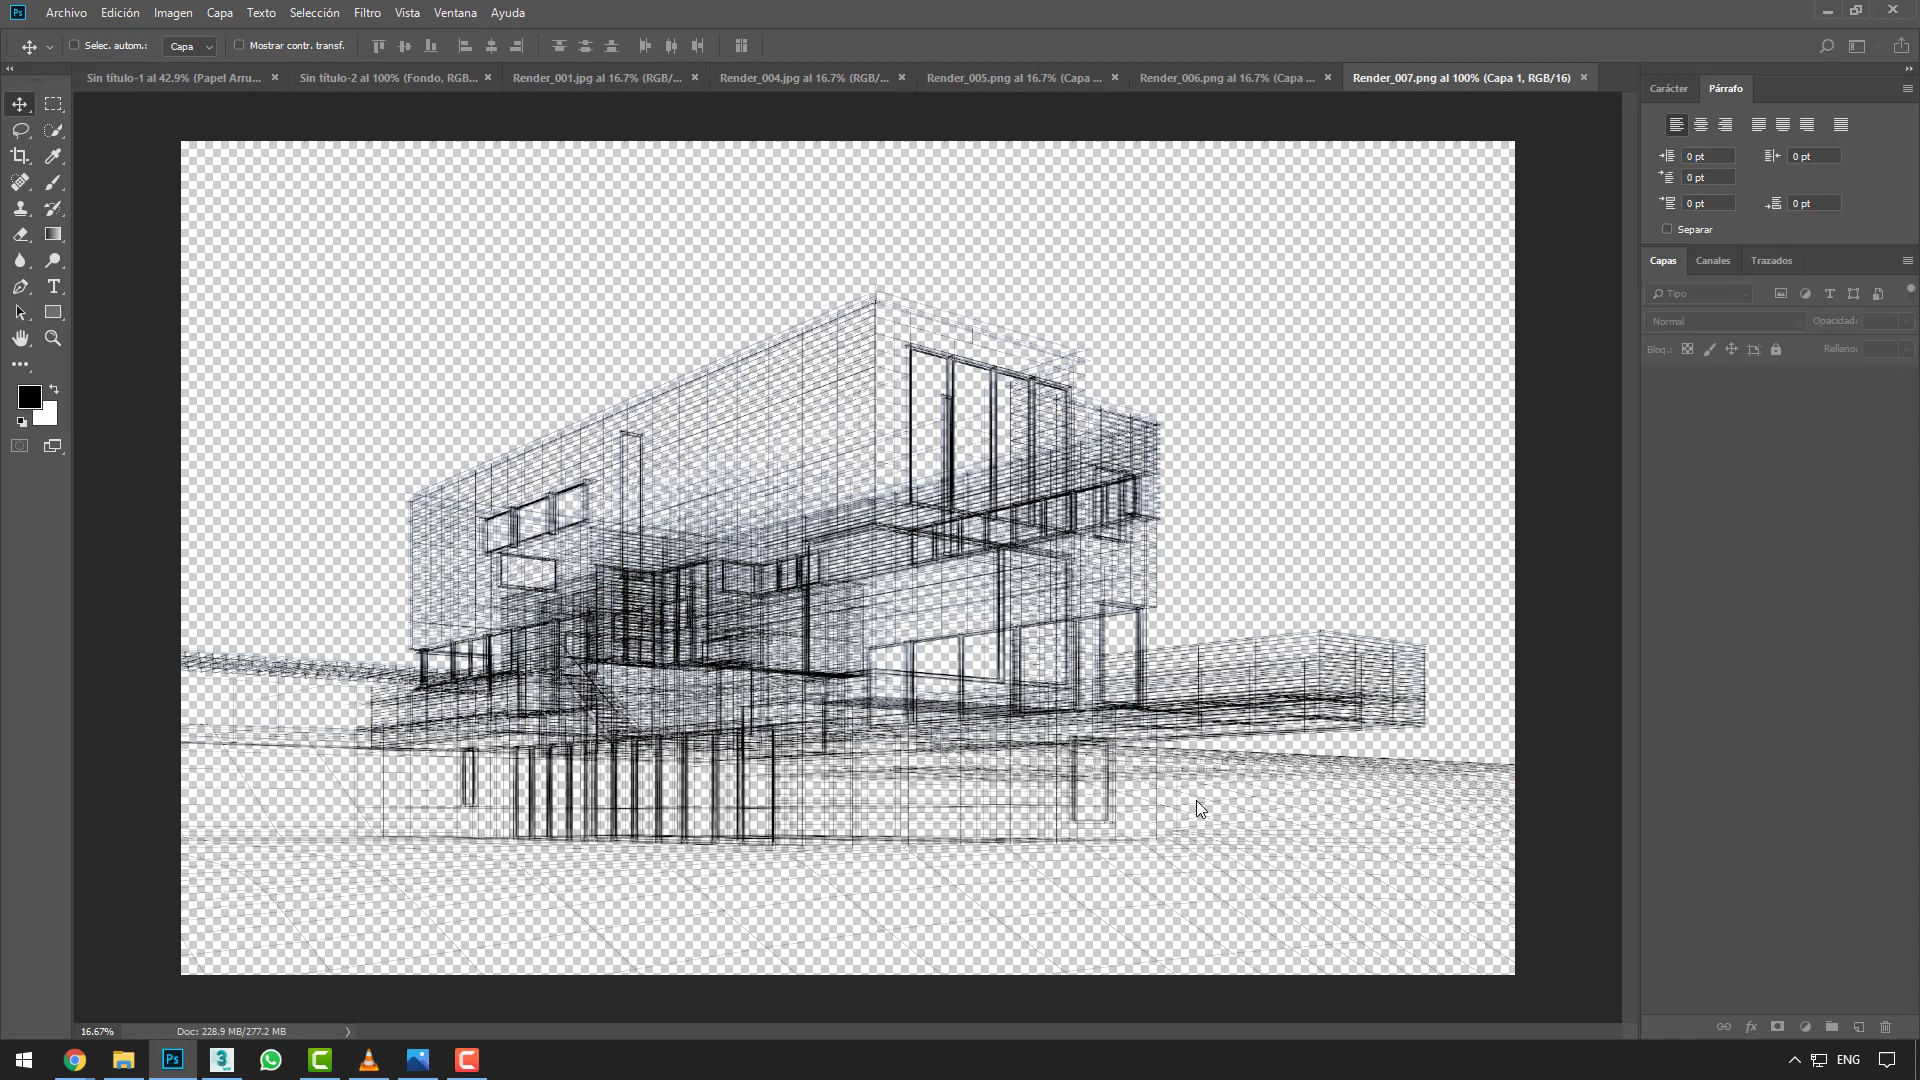 Ps Archivo Edición Imagen Capa Texto Selección Filtro Vista Ventana Ayuda
Selec. autom.: Capa Mostrar contr. transf.
Sin título-1 al 42.9% (Papel Arru... Sin título-2 al 100% (Fondo, RGB... Render_001.jpg al 16.7% (RGB/... Render_004.jpg al 16.7% (RGB/... Render_005.png al 16.7% (Capa ... Render_006.png al 16.7% (Capa ... Render_007.png al 100% (Capa 1, RGB/16)
Carácter Párrafo
0 pt 0 pt
0 pt
0 pt 0 pt
Separar
Capas Canales Trazados
Tipo
Normal Opacidad:
Bloq.: Relleno:
fx
16.67% Doc: 228.9 MB/277.2 MB
Ps 3 MAX C C ENG